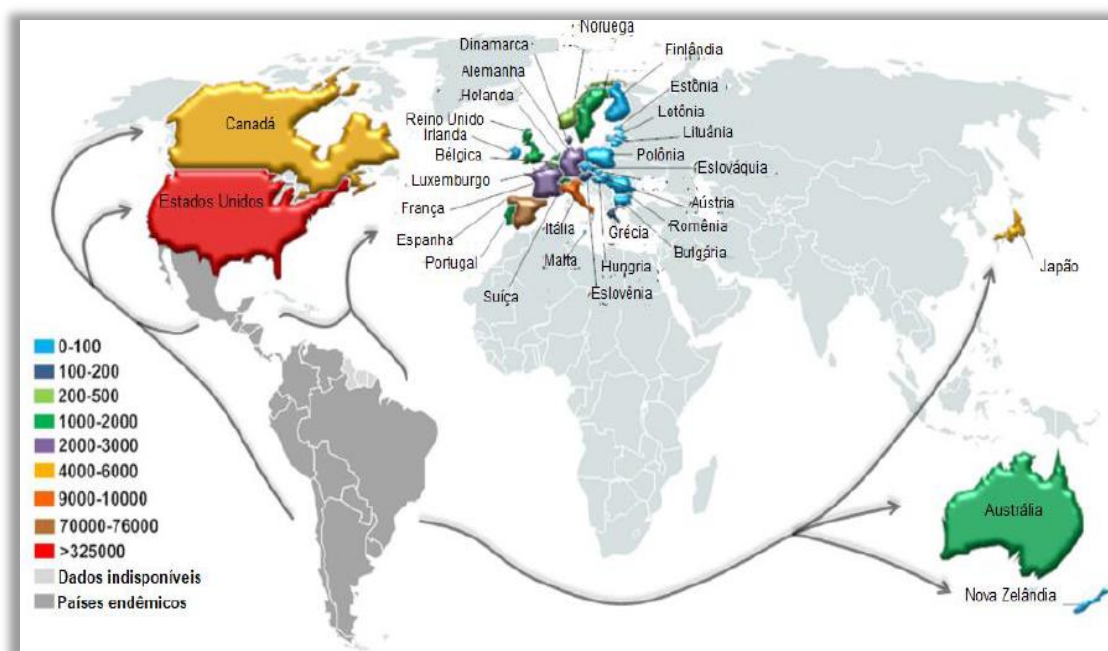 Noruega
Dinamarca
Finlândia
Alemanha
Estônia
Holanda
Letônia
Reino Unido
Lituânia
Irlanda
Polônia
Bélgica
Eslováquia
Luxemburgo
Áústria
França
Romênia
Espanha
Itália
Grécia
Bulgária
Portugal
Malta
Hungria
Suíça
Eslovênia
Canadá
Estados Unidos
Japão
Austrália
Nova Zelândia
0-100
100-200
200-500
1000-2000
2000-3000
4000-6000
9000-10000
70000-76000
>325000
Dados indisponíveis
Países endêmicos